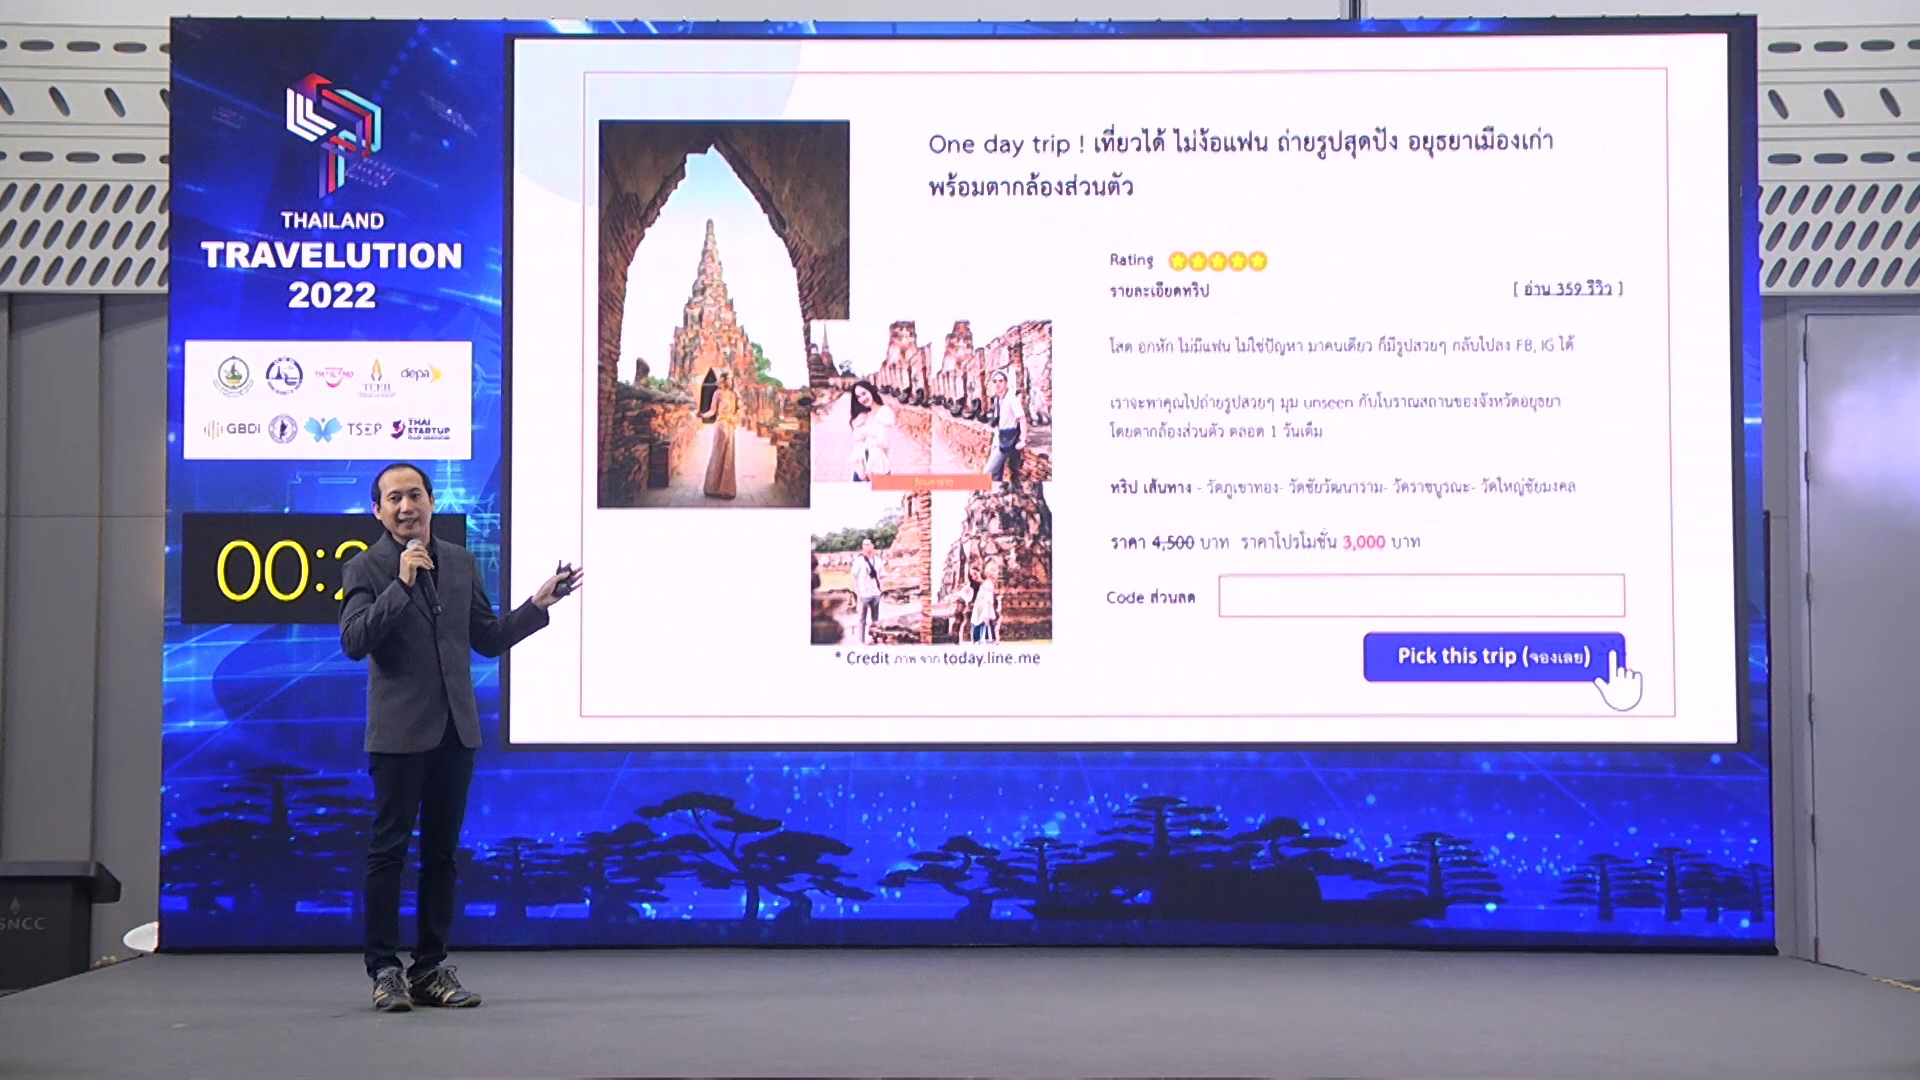 THAILAND
TRAVELUTION
2022
THAILAND
TCEB
depa
GBDi
TSEP
THAI
STARTUP
00:2
SNCC
One day trip ! เที่ยวได้ ไม่ง้อแฟน ถ่ายรูปสุดปัง อยุธยาเมืองเก่า
พร้อมตากล้องส่วนตัว
Rating
รายละเอียดทริป
[ อ่าน 359 รีวิว ]
โสด อกหัก ไม่มีแฟน ไม่ใช่ปัญหา มาคนเดียว ก็มีรูปสวยๆ กลับไปลง FB, IG ได้
เราจะพาคุณไปถ่ายรูปสวยๆ มุม unseen กับโบราณสถานของจังหวัดอยุธยา
โดยตากล้องส่วนตัว ตลอด 1 วันเต็ม
ทริป เส้นทาง - วัดภูเขาทอง- วัดชัยวัฒนาราม- วัดราชบูรณะ- วัดใหญ่ชัยมงคล
ราคา 4,500 บาท ราคาโปรโมชั่น 3,000 บาท
Code ส่วนลด
Pick this trip (จองเลย)
* Credit ภาพ จาก today.line.me